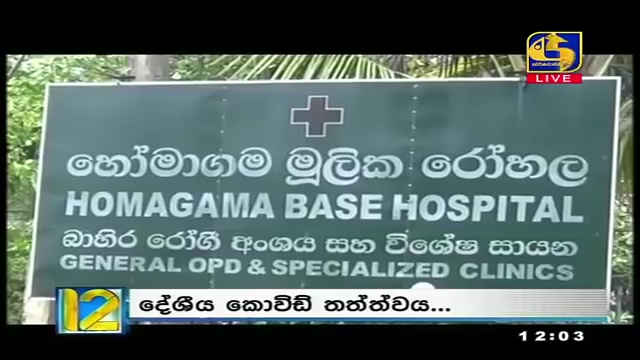 LIVE
හෝමාගම මූලික රෝහල
HOMAGAMA BASE HOSPITAL
බාහිර රෝගී අංශය සහ විශේෂ සායන
GENERAL OPD & SPECIALIZED CLINICS
12 දේශීය කොවිඩ් තත්ත්වය...
12:03